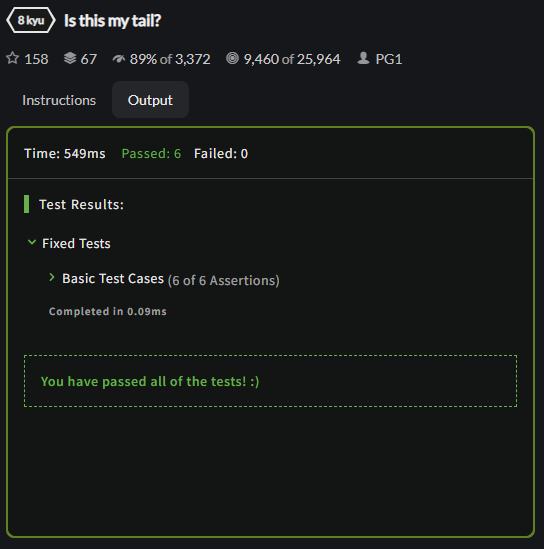 8 kyu Is this my tail?
158 67 89% of 3,372 9,460 of 25,964 PG1
Instructions Output
Time: 549ms Passed: 6 Failed: 0
Test Results:
Fixed Tests
Basic Test Cases (6 of 6 Assertions)
Completed in 0.09ms
You have passed all of the tests! :)